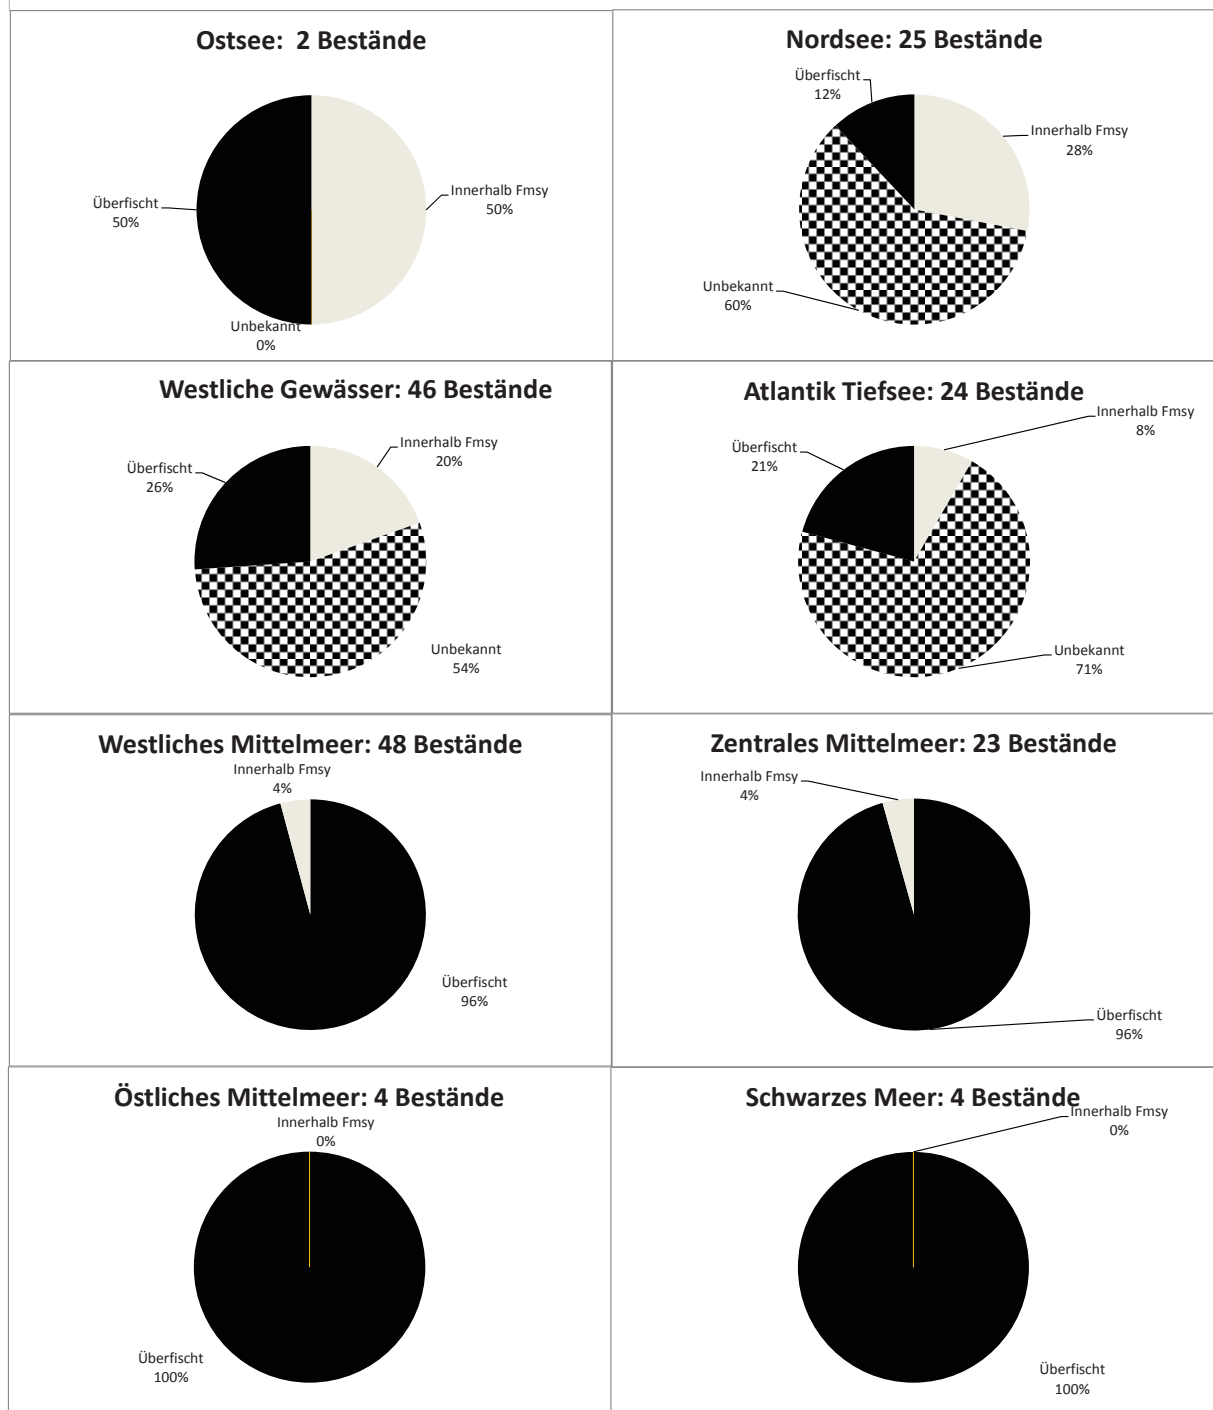 Ostsee:  2 Bestände
Überfischt
50%
Innerhalb Fmsy
50%
Unbekannt
0%
Nordsee: 25 Bestände
Überfischt
12%
Innerhalb Fmsy
28%
Unbekannt
60%
Westliche Gewässer: 46 Bestände
Innerhalb Fmsy
20%
Überfischt
26%
Unbekannt
54%
Atlantik Tiefsee: 24 Bestände
Innerhalb Fmsy
8%
Überfischt
21%
Unbekannt
71%
Westliches Mittelmeer: 48 Bestände
Innerhalb Fmsy
4%
Überfischt
96%
Zentrales Mittelmeer: 23 Bestände
Innerhalb Fmsy
4%
Überfischt
96%
Östliches Mittelmeer: 4 Bestände
Innerhalb Fmsy
0%
Überfischt
100%
Schwarzes Meer: 4 Bestände
Innerhalb Fmsy
0%
Überfischt
100%